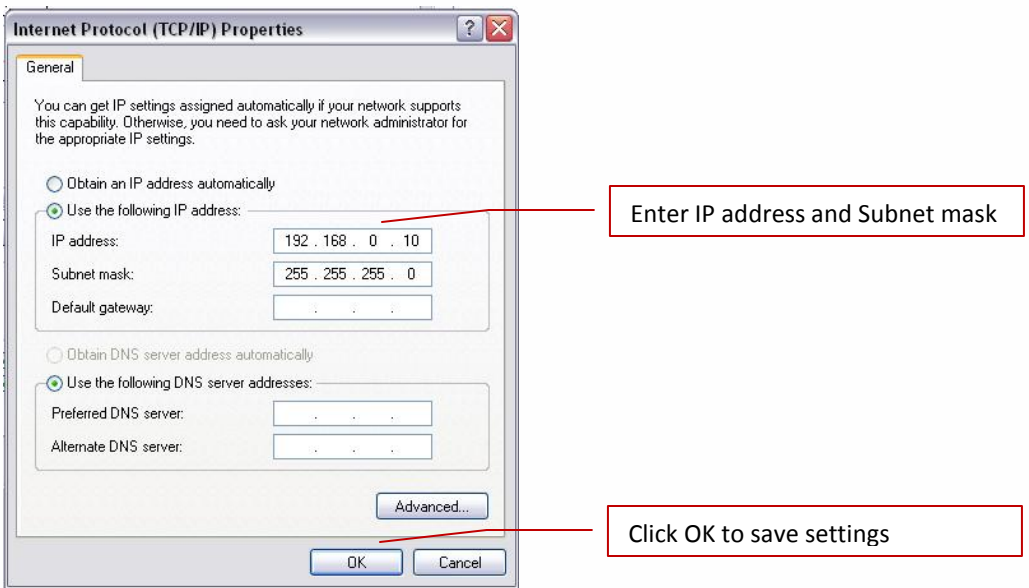 Internet Protocol (TCP/IP) Properties
General
You can get IP settings assigned automatically if your network supports
this capability. Otherwise, you need to ask your network administrator for
the appropriate IP settings.
Obtain an IP address automatically
Use the following IP address:
IP address: 192 . 168 . 0 . 10
Subnet mask: 255 . 255 . 255 . 0
Default gateway: . . .
Obtain DNS server address automatically
Use the following DNS server addresses:
Preferred DNS server: . . .
Alternate DNS server: . . .
Advanced...
OK Cancel
Enter IP address and Subnet mask
Click OK to save settings